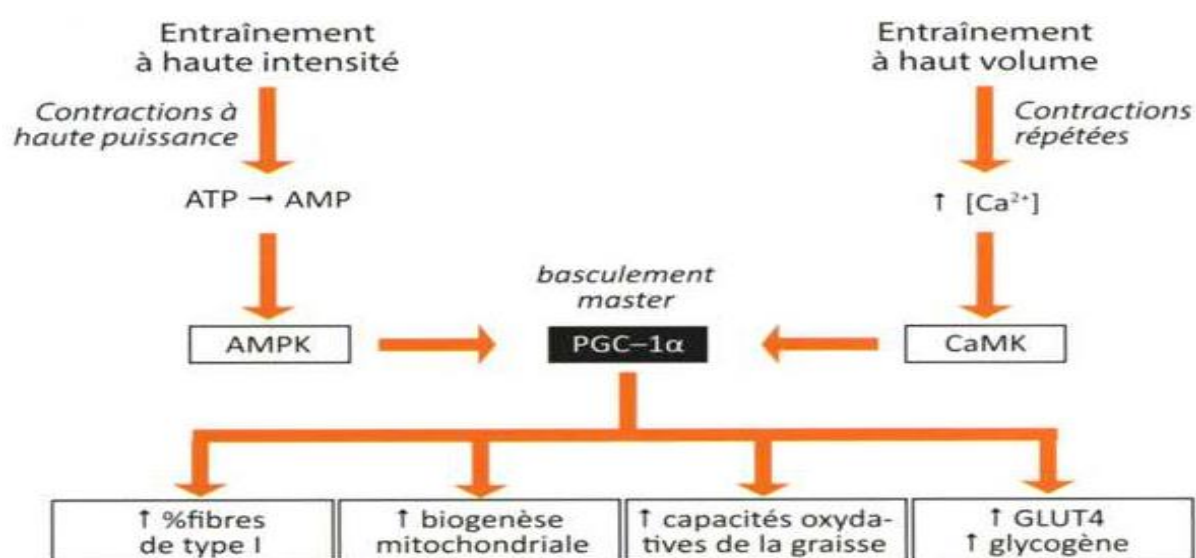 Entraînement
à haute intensité
Entraînement
à haut volume
Contractions à
haute puissance
Contractions
répétées
ATP → AMP
↑ [Ca²⁺]
basculement
master
AMPK
PGC–1α
CaMK
↑ %fibres
de type I
↑ biogenèse
mitochondriale
↑ capacités oxyda-
tives de la graisse
↑ GLUT4
↑ glycogène